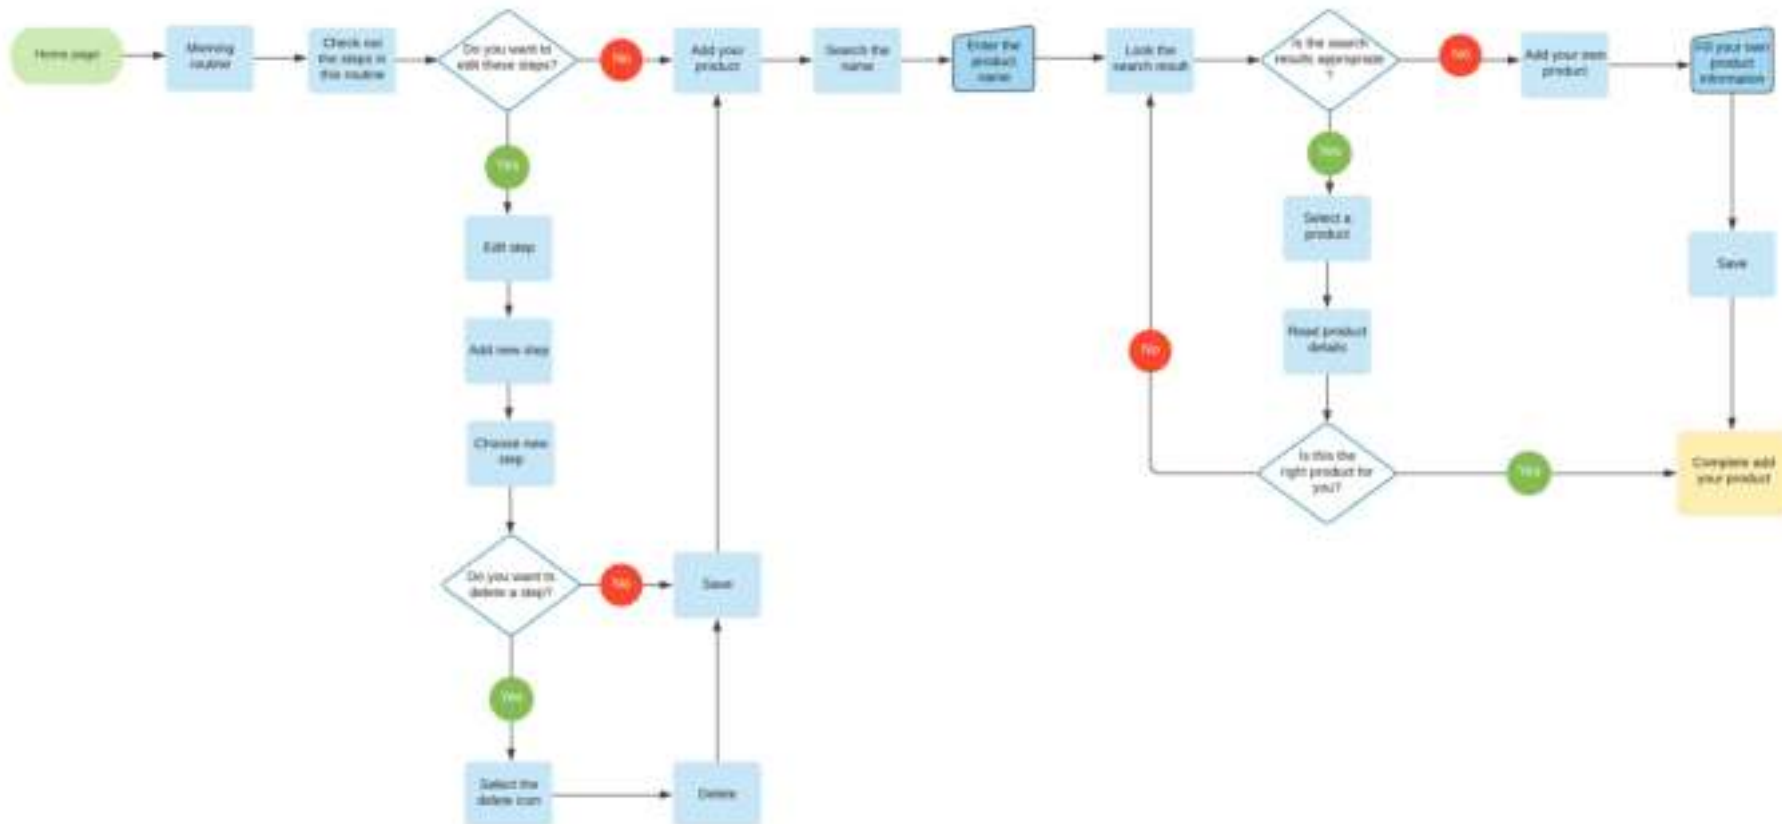 Home page
Morning
routine
Check out
the steps in
this routine
Do you want to
edit these steps?
No
Add your
product
Search the
name
Enter the
product
name
Look the
search result
Is the search
results appropriate
?
No
Add your own
product
Fill your own
product
information
Yes
Edit step
Add new step
Choose new
step
Do you want to
delete a step?
No
Save
Yes
Select the
delete icon
Delete
Yes
Select a
product
Read product
details
No
Is this the
right product for
you?
Yes
Save
Complete add
your product